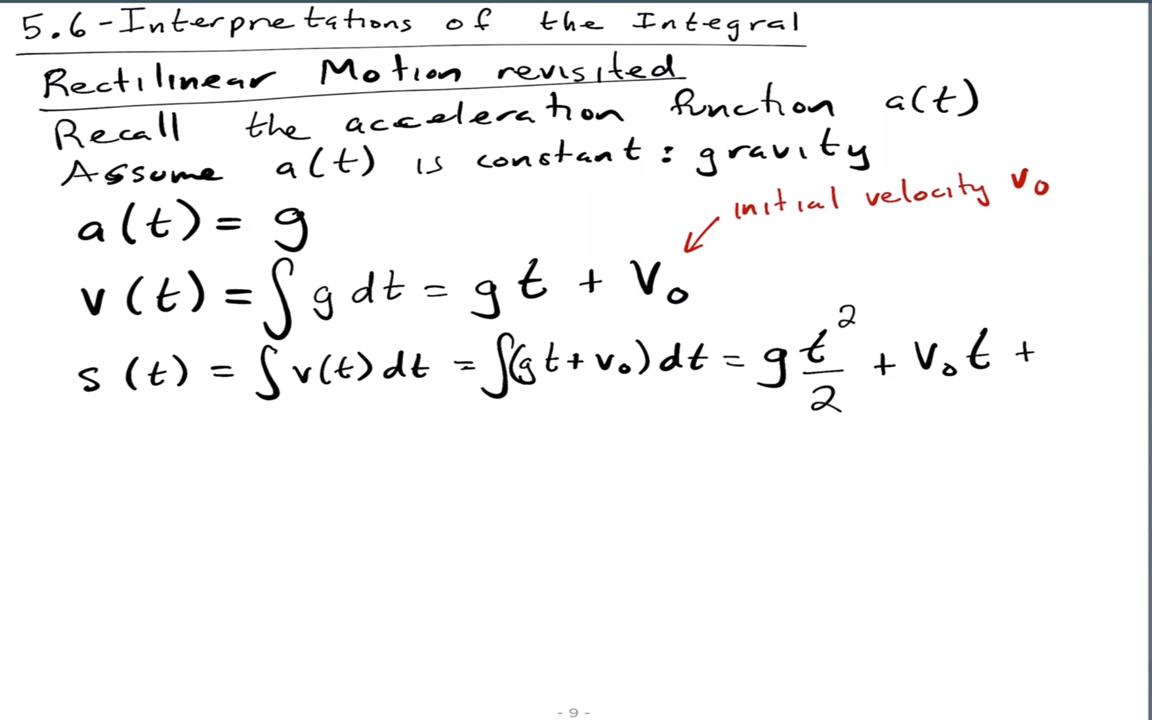 5.6-Interpretations of the Integral
Rectilinear Motion revisited
Recall the acceleration function a(t)
Assume a(t) is constant: gravity
initial velocity v₀
a(t) = g
v(t) = ∫ g dt = gt + v₀
s(t) = ∫ v(t) dt = ∫(gt + v₀) dt = g t²/2 + v₀t +
- 9 -